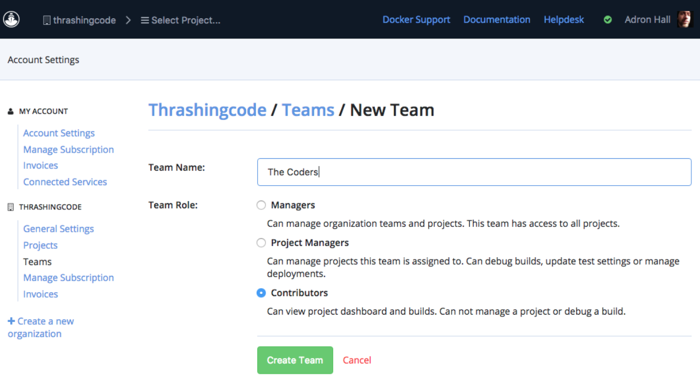 thrashingcode > Select Project...
Docker Support Documentation Helpdesk Adron Hall
Account Settings
MY ACCOUNT
Account Settings
Manage Subscription
Invoices
Connected Services
THRASHINGCODE
General Settings
Projects
Teams
Manage Subscription
Invoices
+ Create a new
organization
Thrashingcode / Teams / New Team
Team Name: The Coders
Team Role: Managers
Can manage organization teams and projects. This team has access to all projects.
Project Managers
Can manage projects this team is assigned to. Can debug builds, update test settings or manage
deployments.
Contributors
Can view project dashboard and builds. Can not manage a project or debug a build.
Create Team Cancel